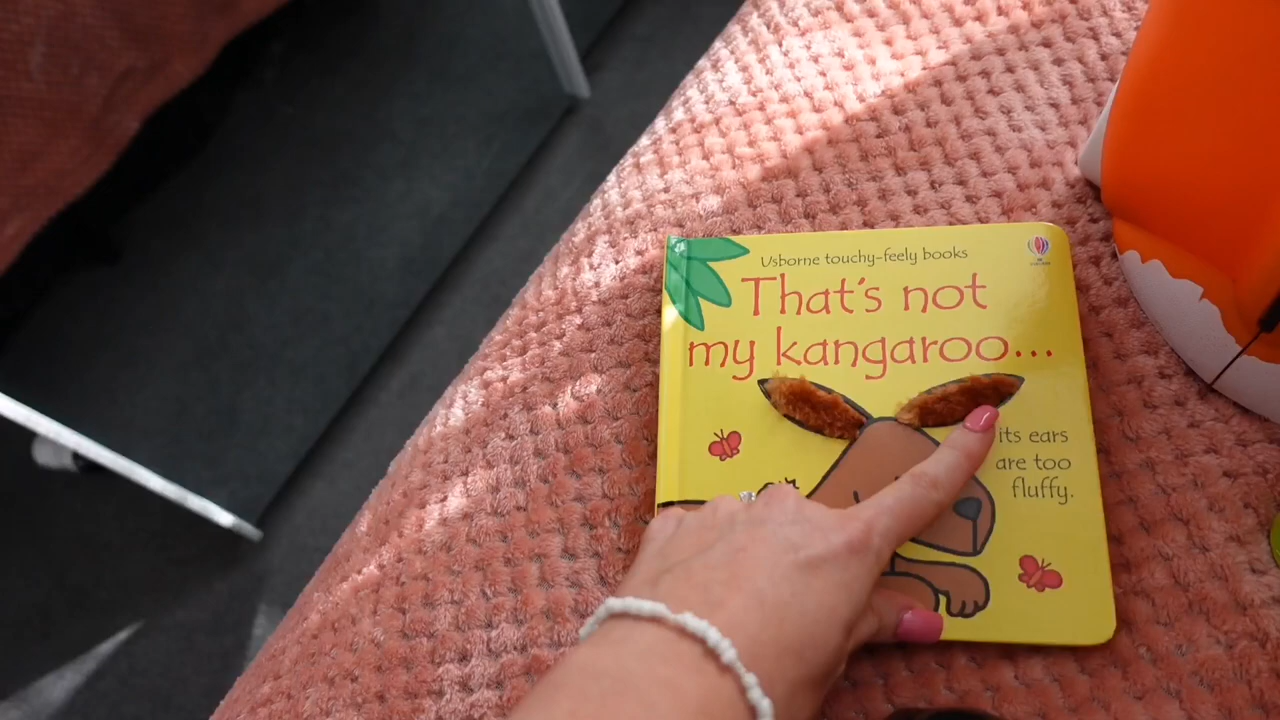 Usborne touchy-feely books
That's not
my kangaroo...
its ears
are too
fluffy.